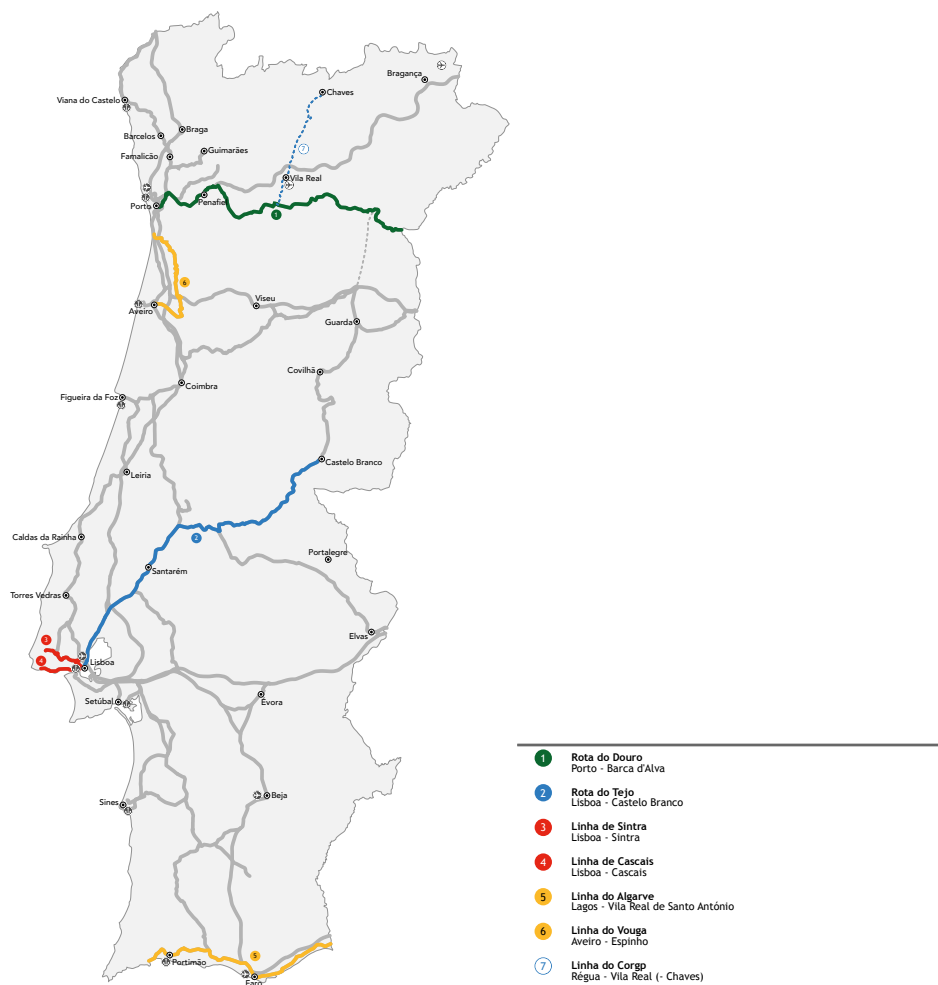 Bragança
Chaves
Viana do Castelo
Braga
Barcelos
Guimarães
Famalicão
7
Vila Real
Penafiel
Porto
1
6
Viseu
Aveiro
Guarda
Covilhã
Coimbra
Figueira da Foz
Castelo Branco
Leiria
Caldas da Rainha
2
Portalegre
Santarém
Torres Vedras
Elvas
3
4
Lisboa
Setúbal
Évora
Sines
Beja
5
Portimão
Faro
1 Rota do Douro
Porto - Barca d'Alva
2 Rota do Tejo
Lisboa - Castelo Branco
3 Linha de Sintra
Lisboa - Sintra
4 Linha de Cascais
Lisboa - Cascais
5 Linha do Algarve
Lagos - Vila Real de Santo António
6 Linha do Vouga
Aveiro - Espinho
7 Linha do Corgp
Régua - Vila Real (- Chaves)